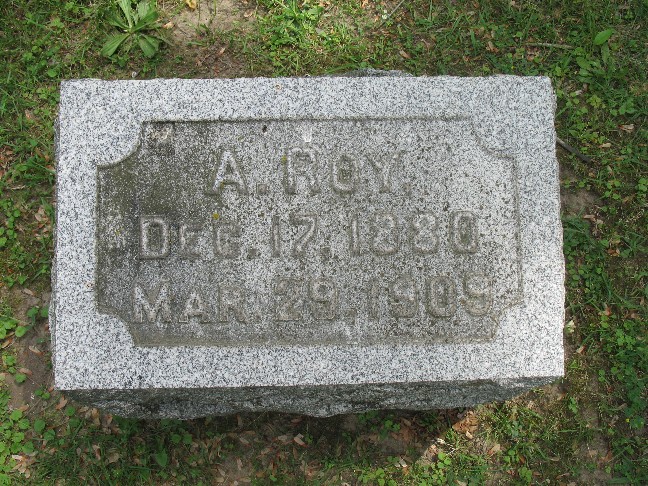 A. ROY.
DEC. 17, 1880
MAR. 29, 1909